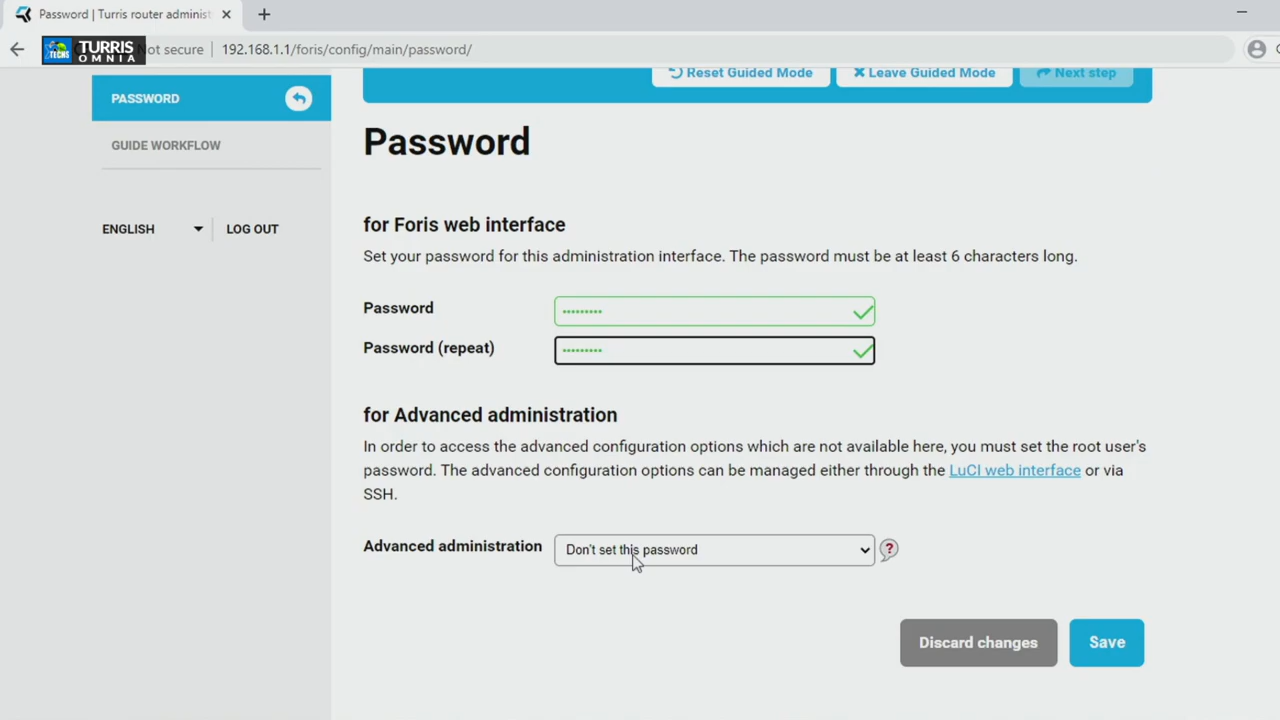 Password | Turris router administ
TECHS
TURRIS
OMNIA
Not secure
192.168.1.1/foris/config/main/password/
Reset Guided Mode
Leave Guided Mode
Next step
PASSWORD
GUIDE WORKFLOW
ENGLISH
LOG OUT
Password
for Foris web interface
Set your password for this administration interface. The password must be at least 6 characters long.
Password
•••••••••
Password (repeat)
•••••••••
for Advanced administration
In order to access the advanced configuration options which are not available here, you must set the root user's
password. The advanced configuration options can be managed either through the LuCI web interface or via
SSH.
Advanced administration
Don't set this password
?
Discard changes
Save